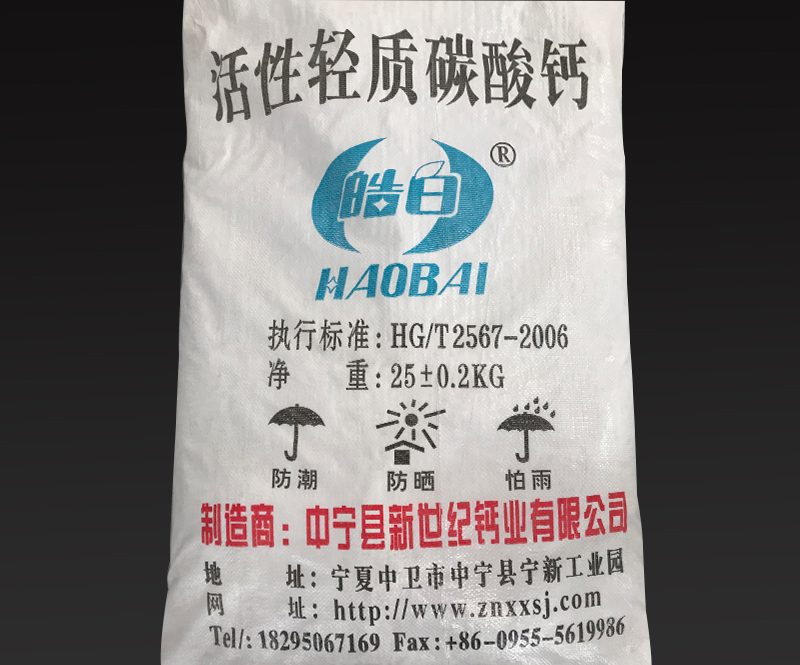 活性轻质碳酸钙
皓白®
HAOBAI
执行标准:HG/T2567-2006
净 重:25±0.2KG
防潮 防晒 怕雨
制造商:中宁县新世纪钙业有限公司
地 址:宁夏中卫市中宁县宁新工业园
网 址:http://www.znxxsj.com
Tel/:18295067169 Fax:+86-0955-5619986